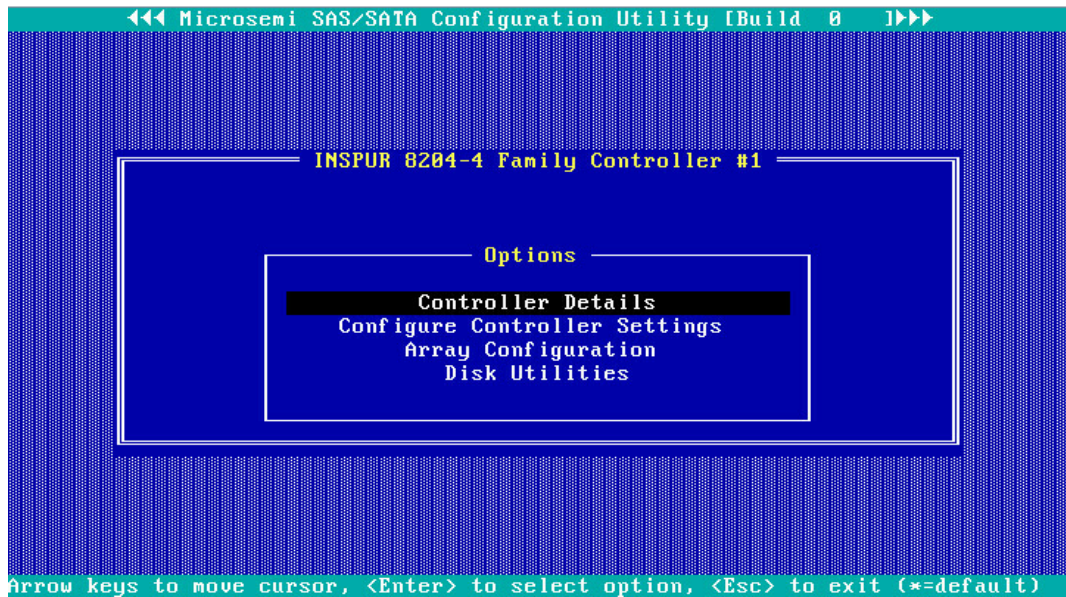 Microsemi SAS/SATA Configuration Utility [Build 0 ]
INSPUR 8204-4 Family Controller #1
Options
Controller Details
Configure Controller Settings
Array Configuration
Disk Utilities
Arrow keys to move cursor, <Enter> to select option, <Esc> to exit (*=default)